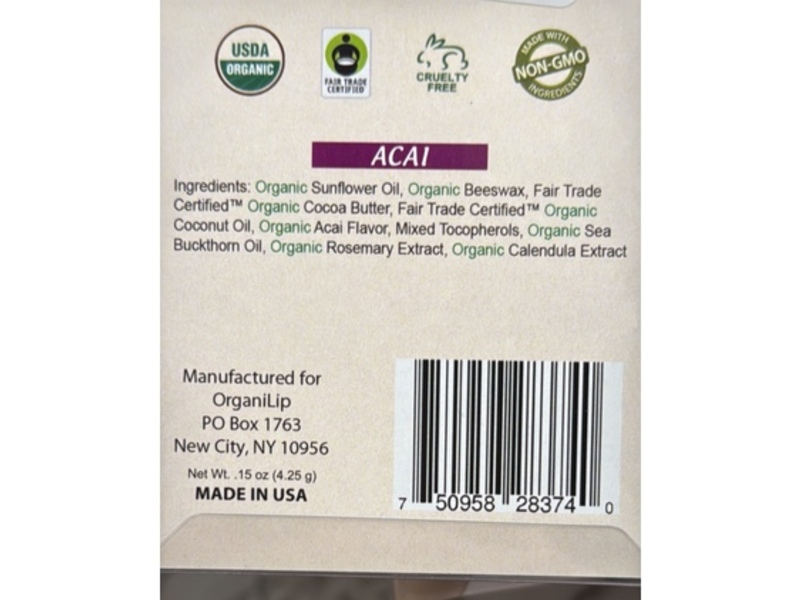 USDA
ORGANIC
FAIR TRADE
CERTIFIED
CRUELTY
FREE
MADE WITH
NON-GMO
INGREDIENTS
ACAI
Ingredients: Organic Sunflower Oil, Organic Beeswax, Fair Trade
Certified™ Organic Cocoa Butter, Fair Trade Certified™ Organic
Coconut Oil, Organic Acai Flavor, Mixed Tocopherols, Organic Sea
Buckthorn Oil, Organic Rosemary Extract, Organic Calendula Extract
Manufactured for
OrganiLip
PO Box 1763
New City, NY 10956
Net Wt. .15 oz (4.25 g)
MADE IN USA
7 50958 28374 0